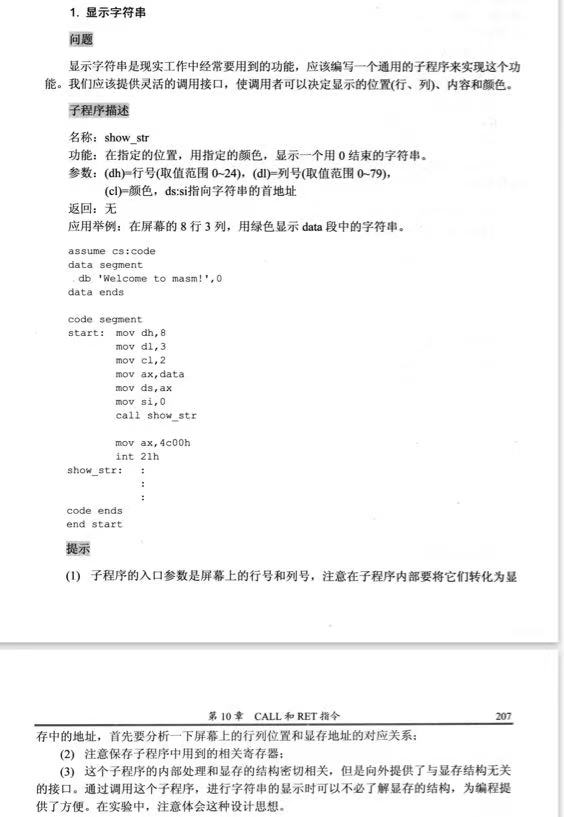 1. 显示字符串
问题
显示字符串是现实工作中经常要用到的功能，应该编写一个通用的子程序来实现这个功
能。我们应该提供灵活的调用接口，使调用者可以决定显示的位置(行、列)、内容和颜色。
子程序描述
名称：show_str
功能：在指定的位置，用指定的颜色，显示一个用 0 结束的字符串。
参数：(dh)=行号(取值范围 0~24)，(dl)=列号(取值范围 0~79)，
(cl)=颜色，ds:si指向字符串的首地址
返回：无
应用举例：在屏幕的 8 行 3 列，用绿色显示 data 段中的字符串。
assume cs:code
data segment
db 'Welcome to masm!',0
data ends
code segment
start: mov dh,8
mov dl,3
mov cl,2
mov ax,data
mov ds,ax
mov si,0
call show_str
mov ax,4c00h
int 21h
show_str: :
:
:
code ends
end start
提示
(1) 子程序的入口参数是屏幕上的行号和列号，注意在子程序内部要将它们转化为显
第 10 章 CALL 和 RET 指令 207
存中的地址，首先要分析一下屏幕上的行列位置和显存地址的对应关系；
(2) 注意保存子程序中用到的相关寄存器；
(3) 这个子程序的内部处理和显存的结构密切相关，但是向外提供了与显存结构无关
的接口。通过调用这个子程序，进行字符串的显示时可以不必了解显存的结构，为编程提
供了方便。在实验中，注意体会这种设计思想。